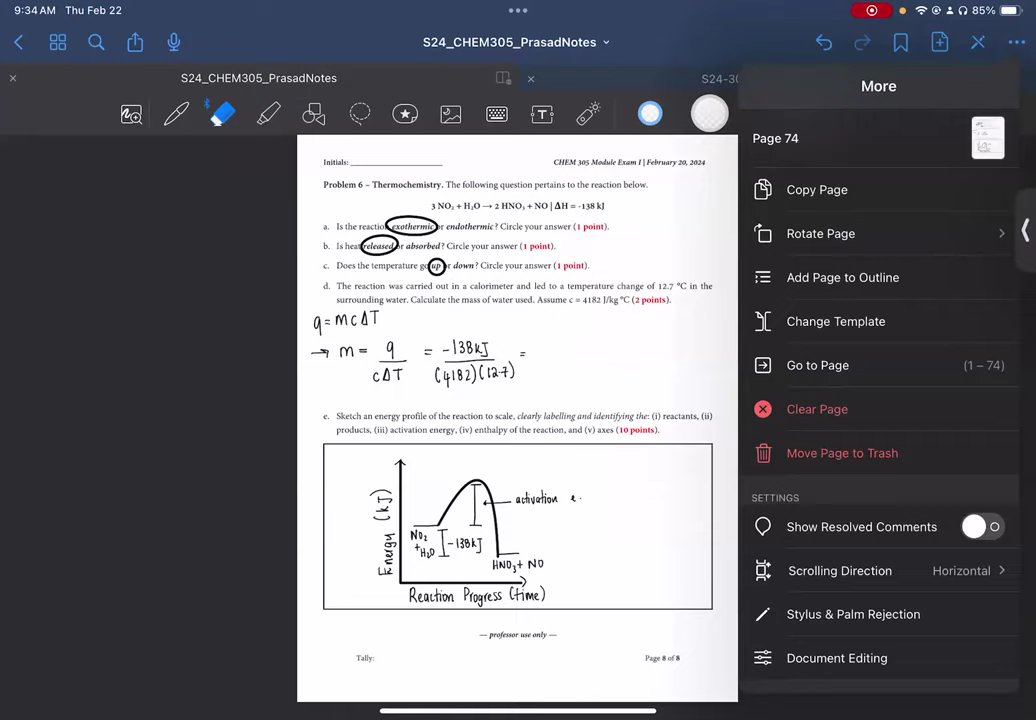 9:34 AM Thu Feb 22
85%
S24_CHEM305_PrasadNotes
S24_CHEM305_PrasadNotes
S24-30
More
Page 74
Copy Page
Rotate Page
Add Page to Outline
Change Template
Go to Page (1 – 74)
Clear Page
Move Page to Trash
SETTINGS
Show Resolved Comments
Scrolling Direction Horizontal
Stylus & Palm Rejection
Document Editing
Initials: ____________________
CHEM 305 Module Exam I | February 20, 2024
Problem 6 – Thermochemistry. The following question pertains to the reaction below.
3 NO₂ + H₂O → 2 HNO₃ + NO | ΔH = -138 kJ
a. Is the reaction exothermic or endothermic? Circle your answer (1 point).
b. Is heat released or absorbed? Circle your answer (1 point).
c. Does the temperature go up or down? Circle your answer (1 point).
d. The reaction was carried out in a calorimeter and led to a temperature change of 12.7 °C in the
surrounding water. Calculate the mass of water used. Assume c = 4182 J/kg °C (2 points).
q = mcΔT
→ m = q / cΔT = -138 kJ / (4182)(12.7) =
e. Sketch an energy profile of the reaction to scale, clearly labelling and identifying the: (i) reactants, (ii)
products, (iii) activation energy, (iv) enthalpy of the reaction, and (v) axes (10 points).
Energy (kJ)
activation e.
NO₂
+H₂O
-138kJ
HNO₃ + NO
Reaction Progress (time)
— professor use only —
Tally:
Page 8 of 8